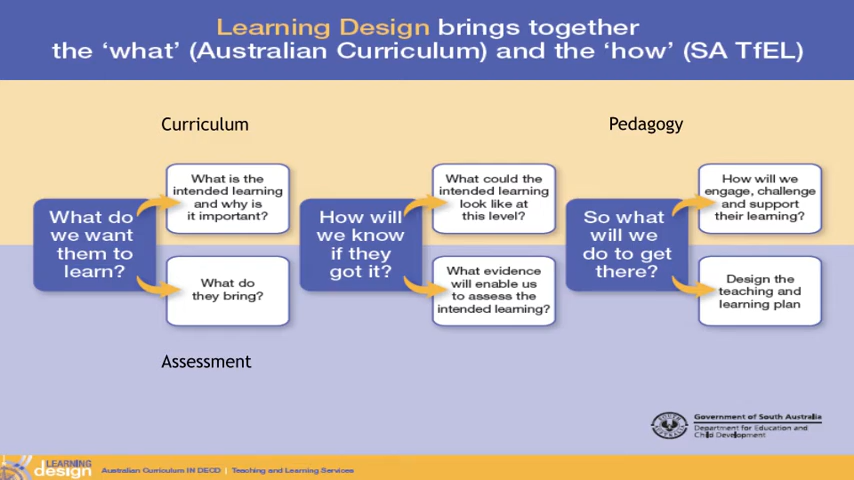 Learning Design brings together
the ‘what’ (Australian Curriculum) and the ‘how’ (SA TfEL)
Curriculum
Pedagogy
What do
we want
them to
learn?
What is the
intended learning
and why is
it important?
What do
they bring?
How will
we know
if they
got it?
What could the
intended learning
look like at
this level?
What evidence
will enable us
to assess the
intended learning?
So what
will we
do to get
there?
How will we
engage, challenge
and support
their learning?
Design the
teaching and
learning plan
Assessment
Government of South Australia
Department for Education and
Child Development
LEARNING
design
Australian Curriculum IN DECD | Teaching and Learning Services